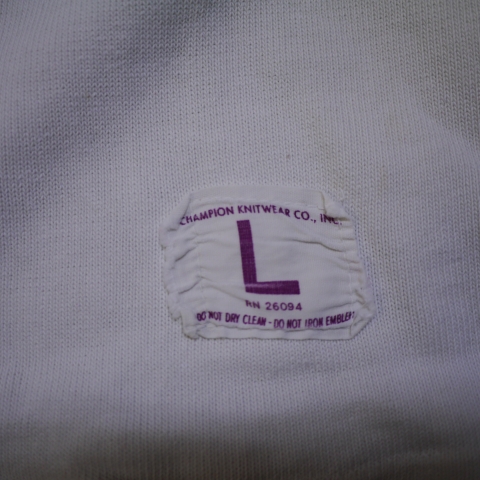 CHAMPION KNITWEAR CO., INC.
L
RN 26094
DO NOT DRY CLEAN - DO NOT IRON EMBLEM